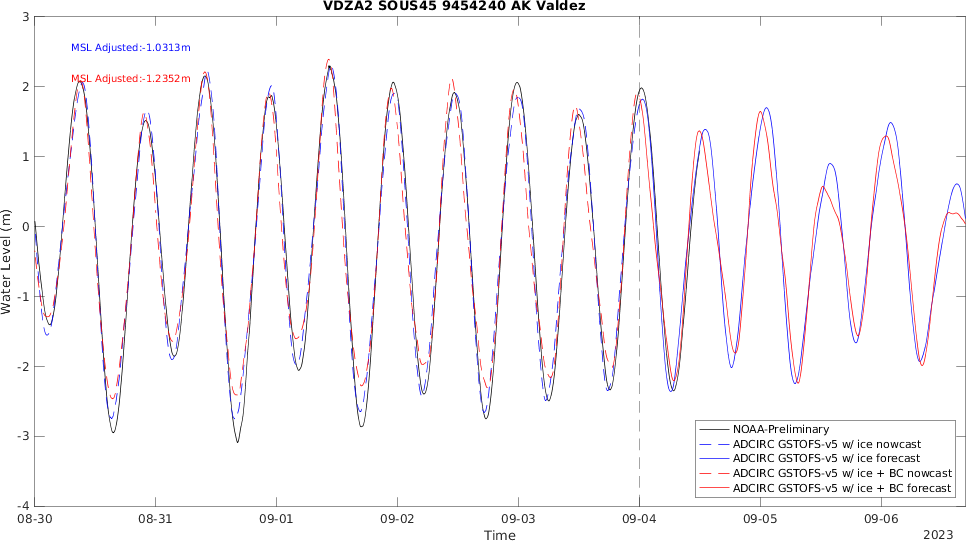 VDZA2 SOUS45 9454240 AK Valdez
MSL Adjusted:-1.0313m
MSL Adjusted:-1.2352m
Water Level (m)
3
2
1
0
-1
-2
-3
-4
NOAA-Preliminary
ADCIRC GSTOFS-v5 w/ ice nowcast
ADCIRC GSTOFS-v5 w/ ice forecast
ADCIRC GSTOFS-v5 w/ ice + BC nowcast
ADCIRC GSTOFS-v5 w/ ice + BC forecast
08-30 08-31 09-01 09-02 09-03 09-04 09-05 09-06
Time
2023